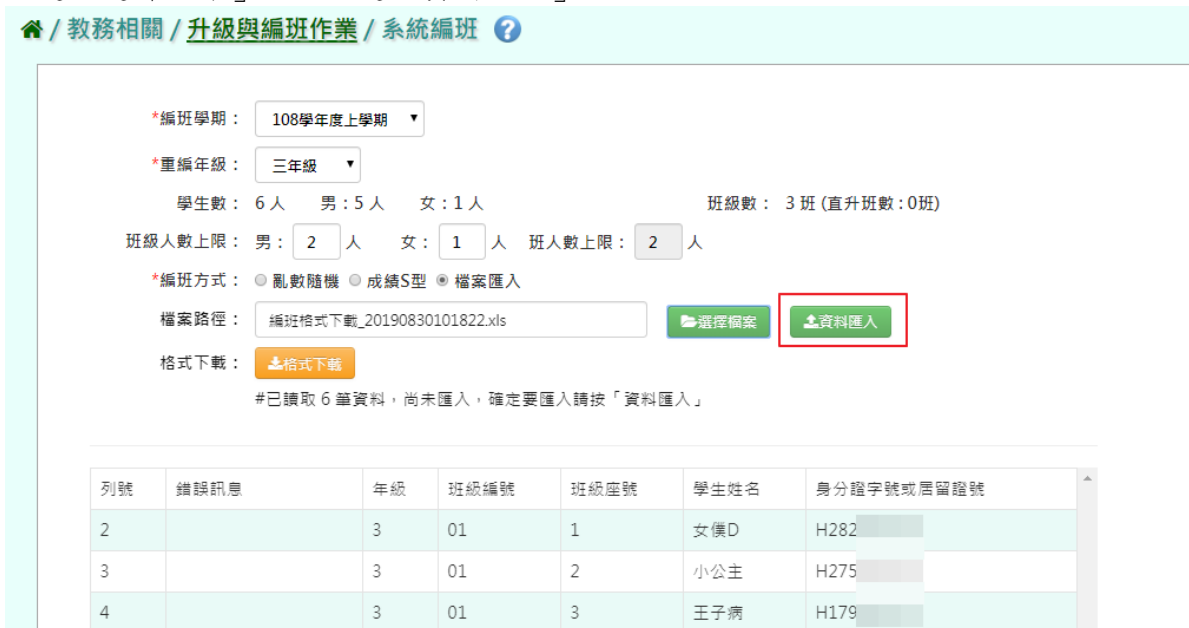 / 教務相關 / 升級與編班作業 / 系統編班 ?
*編班學期： 108學年度上學期
*重編年級： 三年級
學生數： 6 人 男：5 人 女：1 人 班級數： 3 班 (直升班數：0班)
班級人數上限： 男： 2 人 女： 1 人 班人數上限： 2 人
*編班方式： 亂數隨機 成績S型 檔案匯入
檔案路徑： 編班格式下載_20190830101822.xls 選擇檔案 資料匯入
格式下載： 格式下載
#已讀取 6 筆資料，尚未匯入，確定要匯入請按「資料匯入」
列號 錯誤訊息 年級 班級編號 班級座號 學生姓名 身分證字號或居留證號
2 3 01 1 女僕D H282
3 3 01 2 小公主 H275
4 3 01 3 王子病 H179